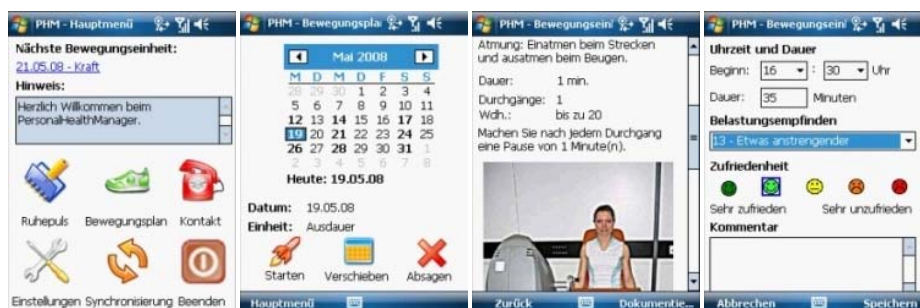 PHM - Hauptmenü
Nächste Bewegungseinheit:
21.05.08 - Kraft
Hinweis:
Herzlich Willkommen beim
PersonalHealthManager.
Ruhepuls Bewegungsplan Kontakt
Einstellungen Synchronisierung Beenden
PHM - Bewegungspla
Mai 2008
M D M D F S S
28 29 30 1 2 3 4
5 6 7 8 9 10 11
12 13 14 15 16 17 18
19 20 21 22 23 24 25
26 27 28 29 30 31 1
2 3 4 5 6 7 8
Heute: 19.05.08
Datum: 19.05.08
Einheit: Ausdauer
Starten Verschieben Absagen
Hauptmenü
PHM - Bewegungsein
Atmung: Einatmen beim Strecken
und ausatmen beim Beugen.
Dauer: 1 min.
Durchgänge: 1
Wdh.: bis zu 20
Machen Sie nach jedem Durchgang
eine Pause von 1 Minute(n).
Zurück Dokumentie...
PHM - Bewegungsein
Uhrzeit und Dauer
Beginn: 16 : 30 Uhr
Dauer: 35 Minuten
Belastungsempfinden
13 - Etwas anstrengender
Zufriedenheit
Sehr zufrieden Sehr unzufrieden
Kommentar
Abbrechen Speichern